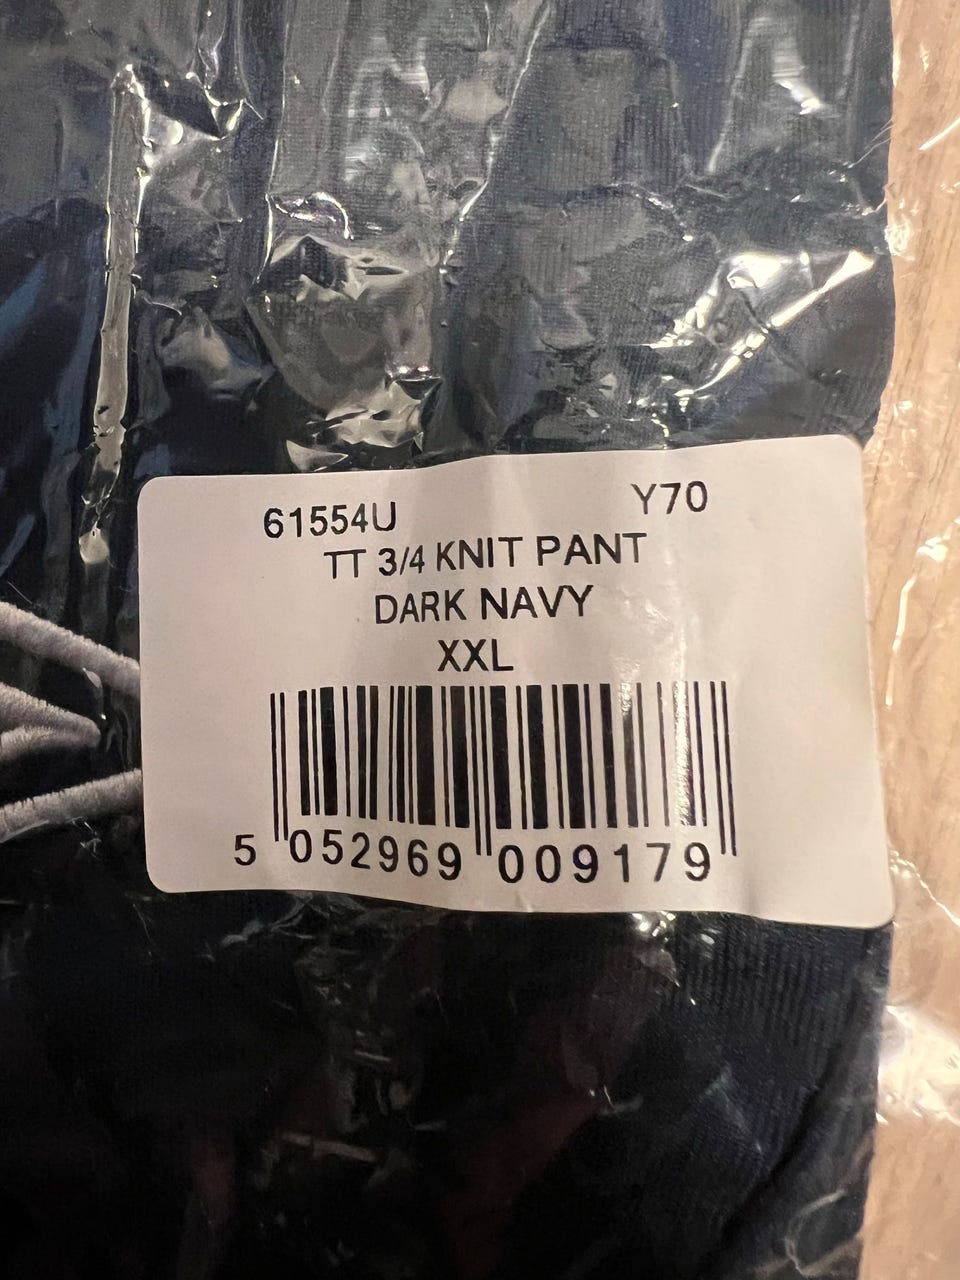 61554U Y70
TT 3/4 KNIT PANT
DARK NAVY
XXL
5 052969 009179